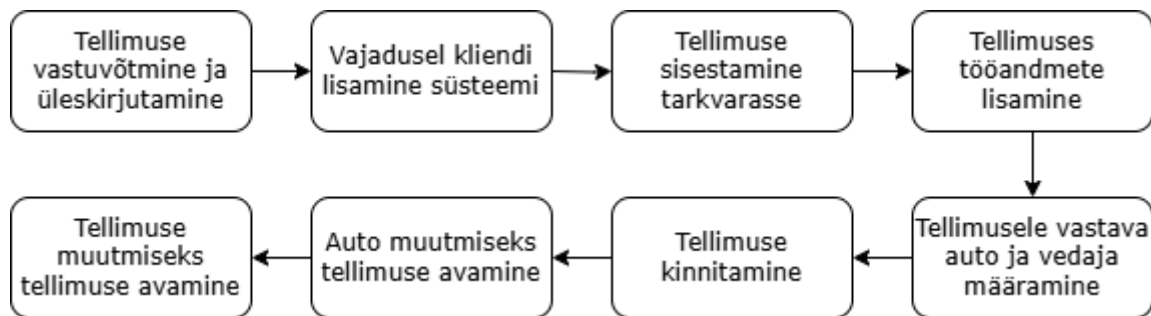 Tellimuse
vastuvõtmine ja
üleskirjutamine
Vajadusel kliendi
lisamine süsteemi
Tellimuse
sisestamine
tarkvarasse
Tellimuses
tööandmete
lisamine
Tellimusele vastava
auto ja vedaja
määramine
Tellimuse
kinnitamine
Auto muutmiseks
tellimuse avamine
Tellimuse
muutmiseks
tellimuse avamine